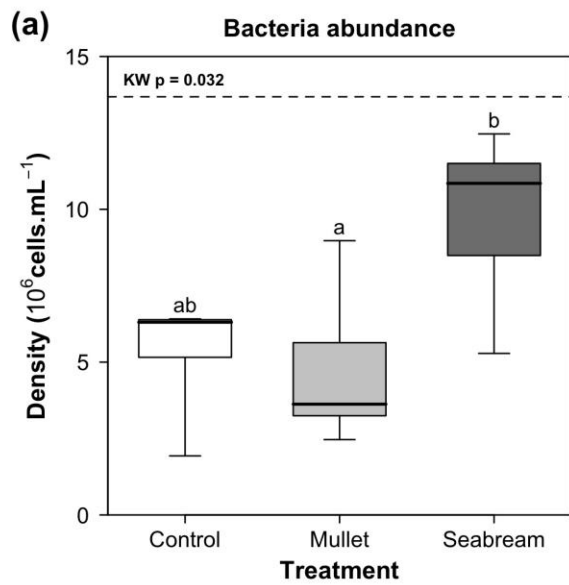 (a)
Bacteria abundance
15
KW p = 0.032
b
10
a
ab
5
0
Density (10⁶cells.mL⁻¹)
Control Mullet Seabream
Treatment